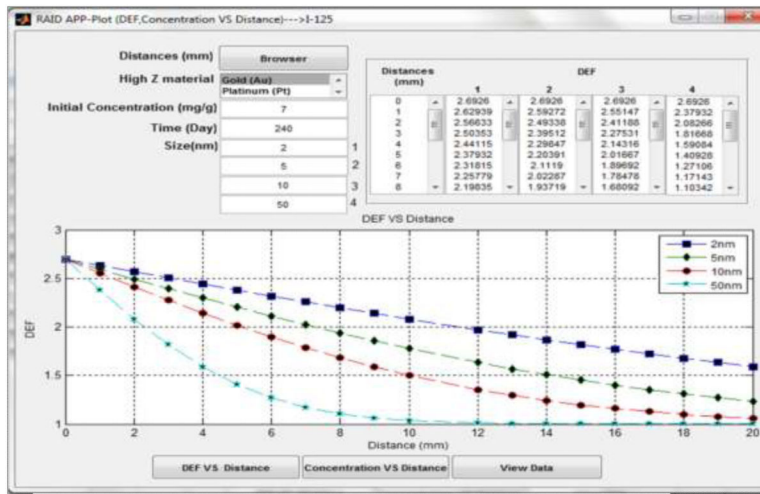 RAID APP-Plot (DEF,Concentration VS Distance)--->I-125
Distances (mm) Browser
High Z material Gold (Au)
Platinum (Pt)
Initial Concentration (mg/g) 7
Time (Day) 240
Size(nm) 2 1
5 2
10 3
50 4
Distances (mm) DEF
1 2 3 4
0 2.6926 2.6926 2.6926 2.6926
1 2.62939 2.59272 2.55147 2.37932
2 2.56633 2.49338 2.41188 2.08266
3 2.50353 2.39512 2.27531 1.81668
4 2.44115 2.29847 2.14316 1.59084
5 2.37932 2.20391 2.01667 1.40928
6 2.31815 2.1119 1.89692 1.27106
7 2.25779 2.02287 1.78478 1.17143
8 2.19835 1.93719 1.68092 1.10342
DEF VS Distance
3
2.5
2
1.5
1
DEF
2nm
5nm
10nm
50nm
0 2 4 6 8 10 12 14 16 18 20
Distance (mm)
DEF VS Distance Concentration VS Distance View Data